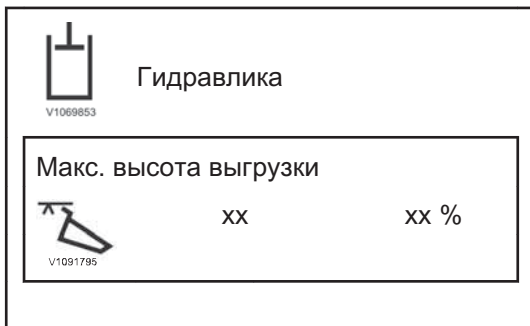 V1069853
Гидравлика
Макс. высота выгрузки
xx xx %
V1091795